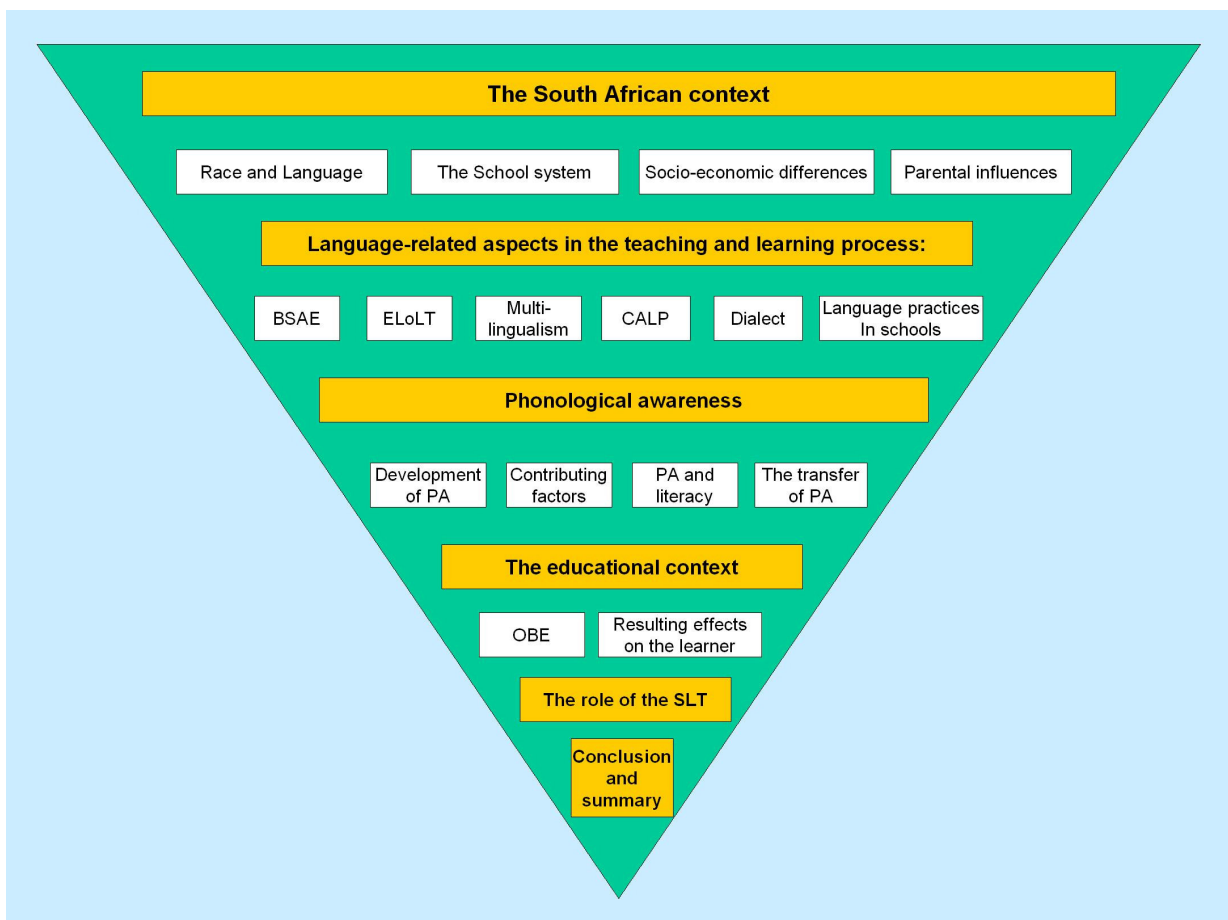 The South African context
Race and Language
The School system
Socio-economic differences
Parental influences
Language-related aspects in the teaching and learning process:
BSAE
ELoLT
Multi-
lingualism
CALP
Dialect
Language practices
In schools
Phonological awareness
Development
of PA
Contributing
factors
PA and
literacy
The transfer
of PA
The educational context
OBE
Resulting effects
on the learner
The role of the SLT
Conclusion
and
summary